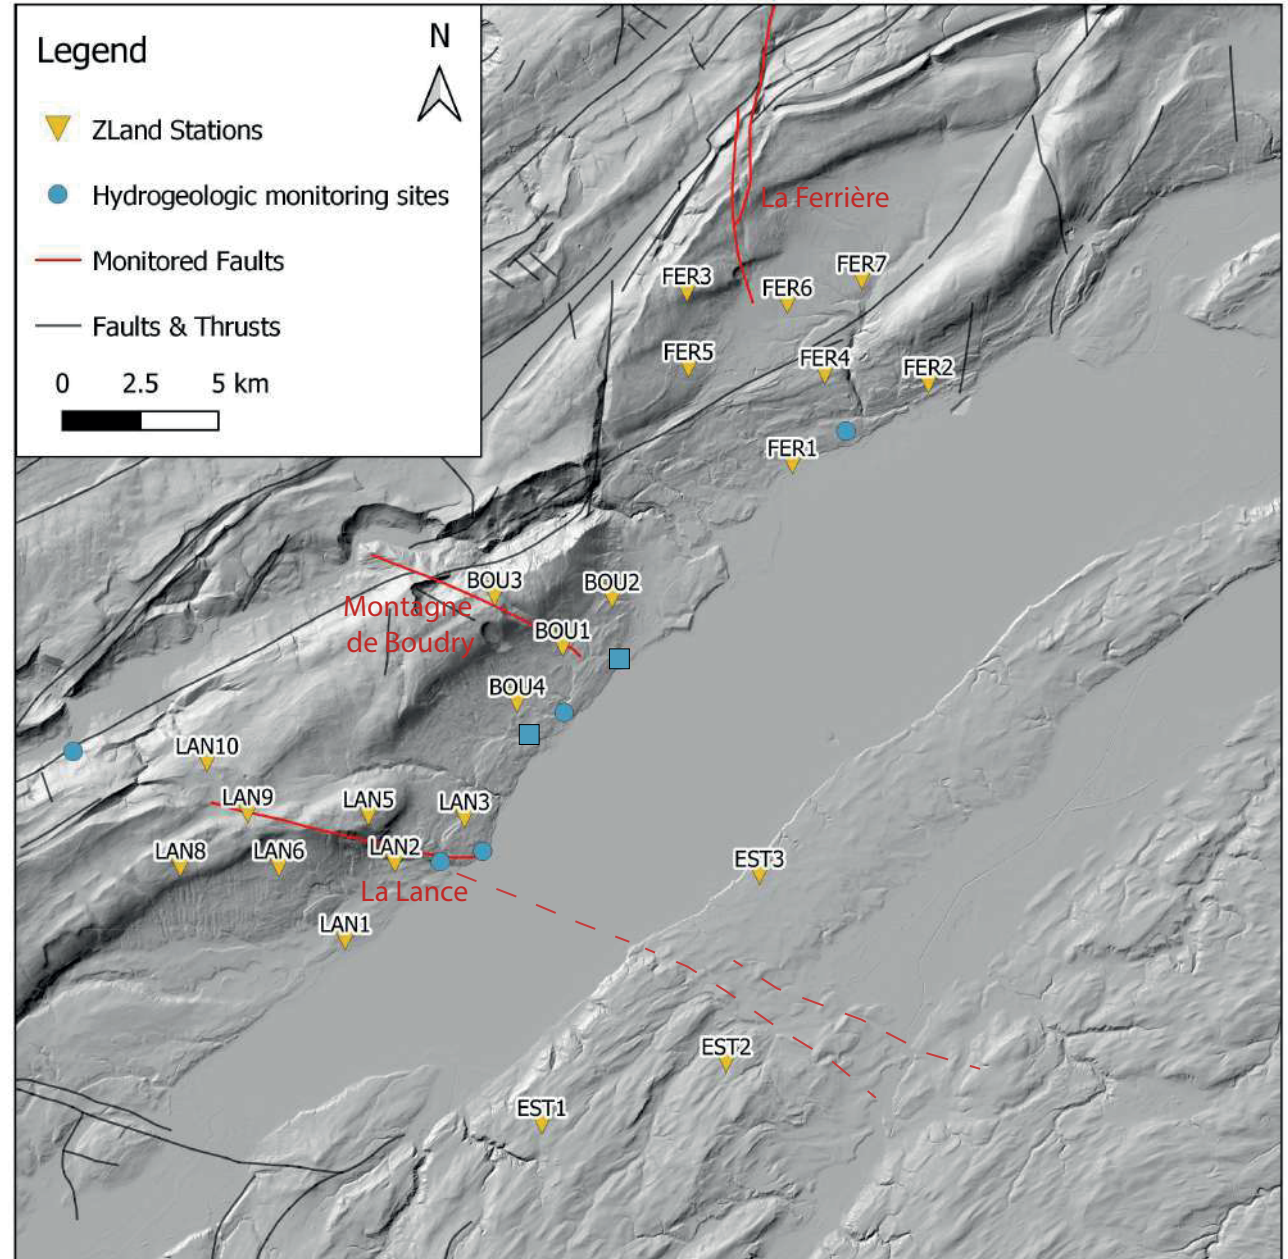 Legend
N
ZLand Stations
Hydrogeologic monitoring sites
Monitored Faults
Faults & Thrusts
0 2.5 5 km
La Ferrière
FER7
FER3
FER6
FER5
FER4
FER2
FER1
BOU3
BOU2
Montagne
de Boudry
BOU1
BOU4
LAN10
LAN9
LAN5
LAN3
LAN8
LAN6
LAN2
EST3
La Lance
LAN1
EST2
EST1